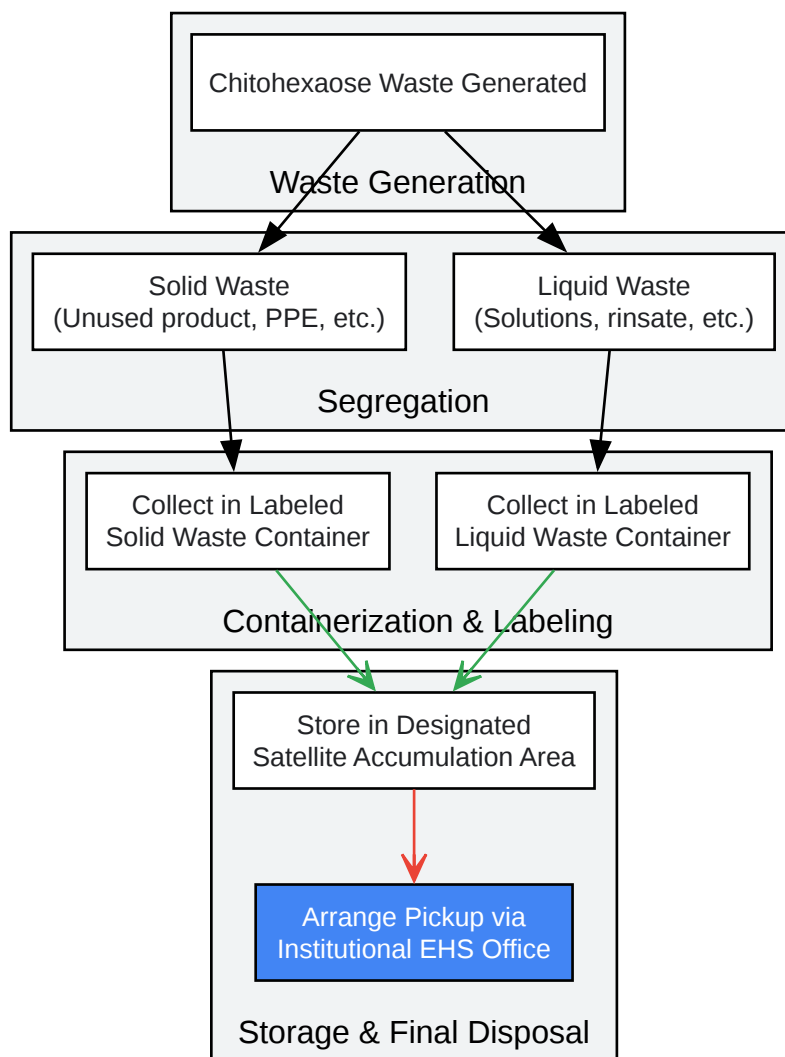 Chitohexaose Waste Generated
Waste Generation
Solid Waste
(Unused product, PPE, etc.)
Liquid Waste
(Solutions, rinsate, etc.)
Segregation
Collect in Labeled
Solid Waste Container
Collect in Labeled
Liquid Waste Container
Containerization & Labeling
Store in Designated
Satellite Accumulation Area
Arrange Pickup via
Institutional EHS Office
Storage & Final Disposal